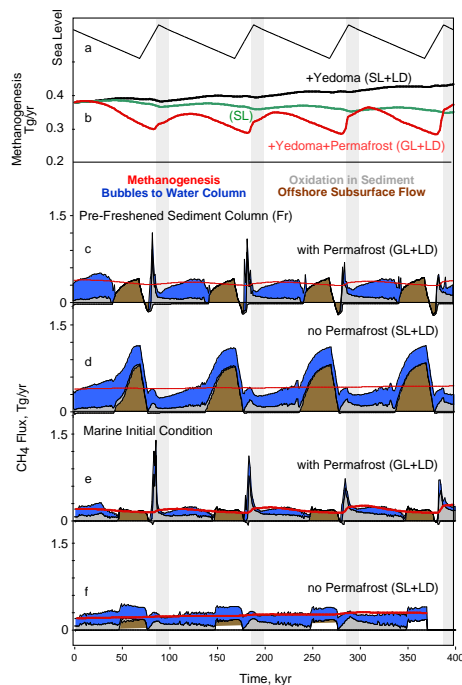 Sea Level
a
Methanogenesis
Tg/yr
0.4
0.3
0.2
+Yedoma (SL+LD)
b
(SL)
+Yedoma+Permafrost (GL+LD)
Methanogenesis
Oxidation in Sediment
Bubbles to Water Column
Offshore Subsurface Flow
1.5
Pre-Freshened Sediment Column (Fr)
c
with Permafrost (GL+LD)
0
1.5
no Permafrost (SL+LD)
d
0
CH4 Flux, Tg/yr
1.5
Marine Initial Condition
e
with Permafrost (GL+LD)
0
1.5
f
no Permafrost (SL+LD)
0
0 50 100 150 200 250 300 350 400
Time, kyr